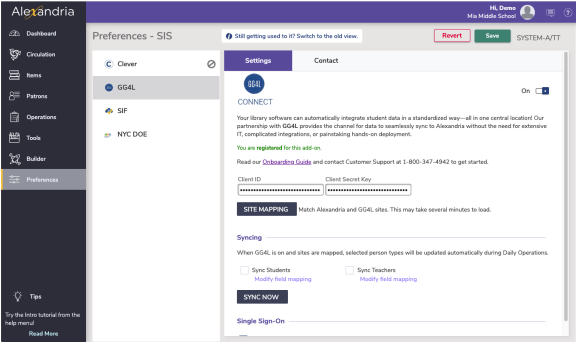 Alexandria
Hi, Demo
Mia Middle School
Dashboard
Circulation
Items
Patrons
Operations
Tools
Builder
Preferences
Tips
Try the Intro tutorial from the
help menu!
Read More
Preferences - SIS
Still getting used to it? Switch to the old view.
Revert
Save
SYSTEM-A/TT
Clever
GG4L
SIF
NYC DOE
Settings
Contact
GG4L
CONNECT
On
Your library software can automatically integrate student data in a standardized way—all in one central location! Our
partnership with GG4L provides the channel for data to seamlessly sync to Alexandria without the need for extensive
IT, complicated integrations, or painstaking hands-on deployment.
You are registered for this add-on.
Read our Onboarding Guide and contact Customer Support at 1-800-347-4942 to get started.
Client ID
Client Secret Key
SITE MAPPING
Match Alexandria and GG4L sites. This may take several minutes to load.
Syncing
When GG4L is on and sites are mapped, selected person types will be updated automatically during Daily Operations.
Sync Students
Modify field mapping
Sync Teachers
Modify field mapping
SYNC NOW
Single Sign-On